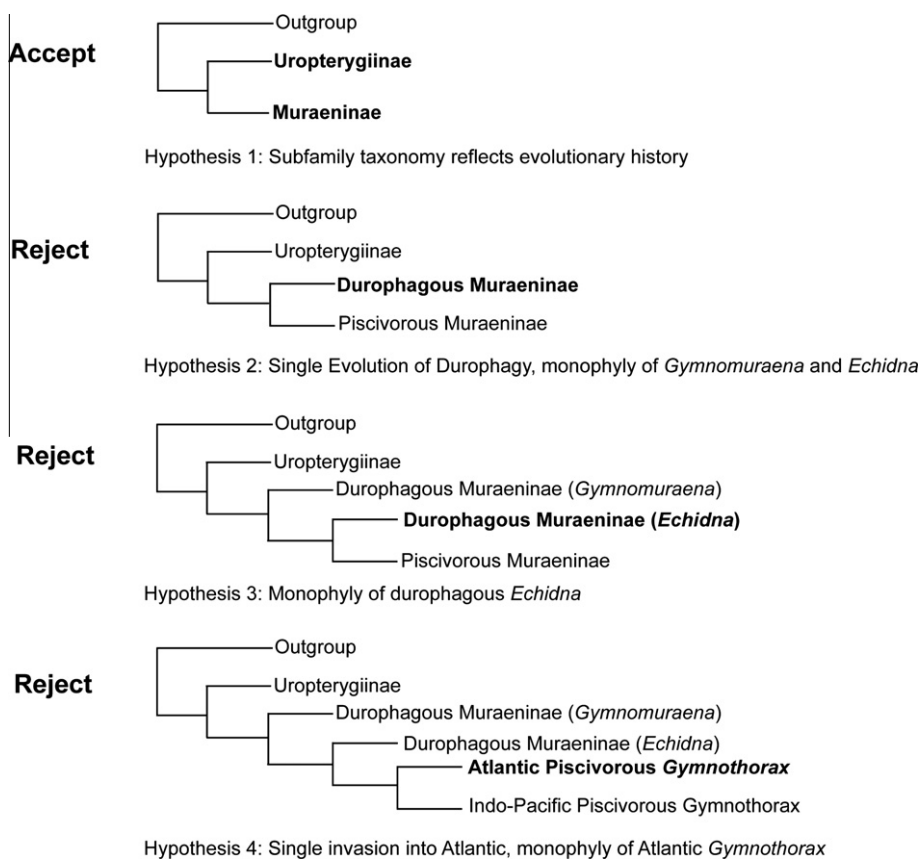 Outgroup
Accept
Uropterygiinae
Muraeninae
Hypothesis 1: Subfamily taxonomy reflects evolutionary history
Outgroup
Reject
Uropterygiinae
Durophagous Muraeninae
Piscivorous Muraeninae
Hypothesis 2: Single Evolution of Durophagy, monophyly of Gymnomuraena and Echidna
Outgroup
Reject
Uropterygiinae
Durophagous Muraeninae (Gymnomuraena)
Durophagous Muraeninae (Echidna)
Piscivorous Muraeninae
Hypothesis 3: Monophyly of durophagous Echidna
Outgroup
Reject
Uropterygiinae
Durophagous Muraeninae (Gymnomuraena)
Durophagous Muraeninae (Echidna)
Atlantic Piscivorous Gymnothorax
Indo-Pacific Piscivorous Gymnothorax
Hypothesis 4: Single invasion into Atlantic, monophyly of Atlantic Gymnothorax